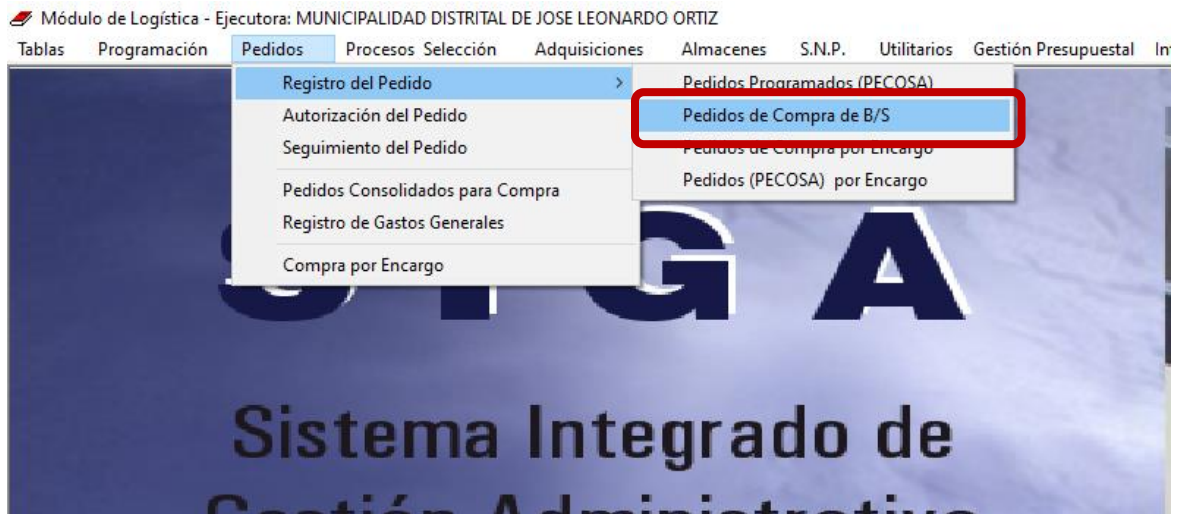 Módulo de Logística - Ejecutora: MUNICIPALIDAD DISTRITAL DE JOSE LEONARDO ORTIZ
Tablas Programación Pedidos Procesos Selección Adquisiciones Almacenes S.N.P. Utilitarios Gestión Presupuestal
Registro del Pedido
Autorización del Pedido
Seguimiento del Pedido
Pedidos Consolidados para Compra
Registro de Gastos Generales
Compra por Encargo
Pedidos Programados (PECOSA)
Pedidos de Compra de B/S
Pedidos de Compra por Encargo
Pedidos (PECOSA) por Encargo
SIGA
Sistema Integrado de
Gestión Administrativa